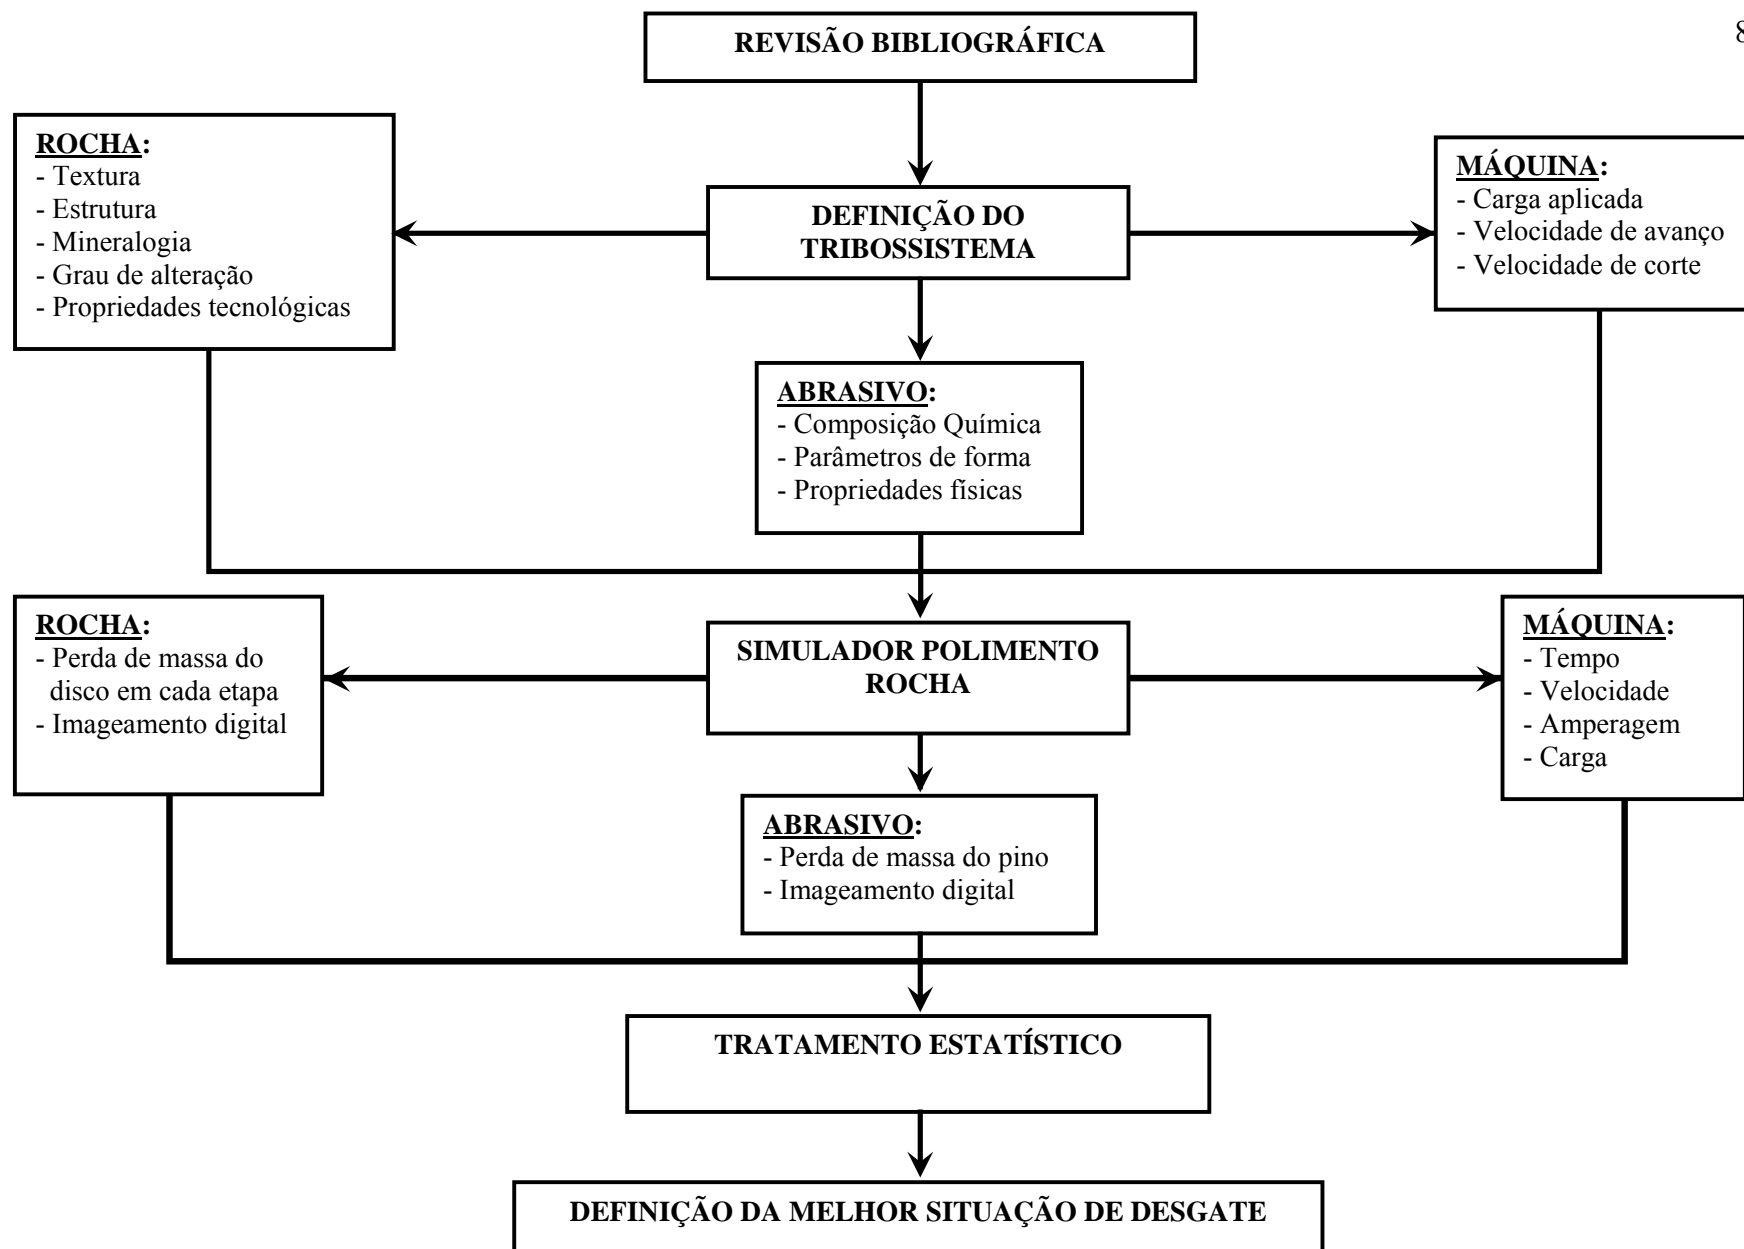 8
REVISÃO BIBLIOGRÁFICA
ROCHA:
- Textura
- Estrutura
- Mineralogia
- Grau de alteração
- Propriedades tecnológicas
DEFINIÇÃO DO
TRIBOSSISTEMA
MÁQUINA:
- Carga aplicada
- Velocidade de avanço
- Velocidade de corte
ABRASIVO:
- Composição Química
- Parâmetros de forma
- Propriedades físicas
ROCHA:
- Perda de massa do
disco em cada etapa
- Imageamento digital
SIMULADOR POLIMENTO
ROCHA
MÁQUINA:
- Tempo
- Velocidade
- Amperagem
- Carga
ABRASIVO:
- Perda de massa do pino
- Imageamento digital
TRATAMENTO ESTATÍSTICO
DEFINIÇÃO DA MELHOR SITUAÇÃO DE DESGATE